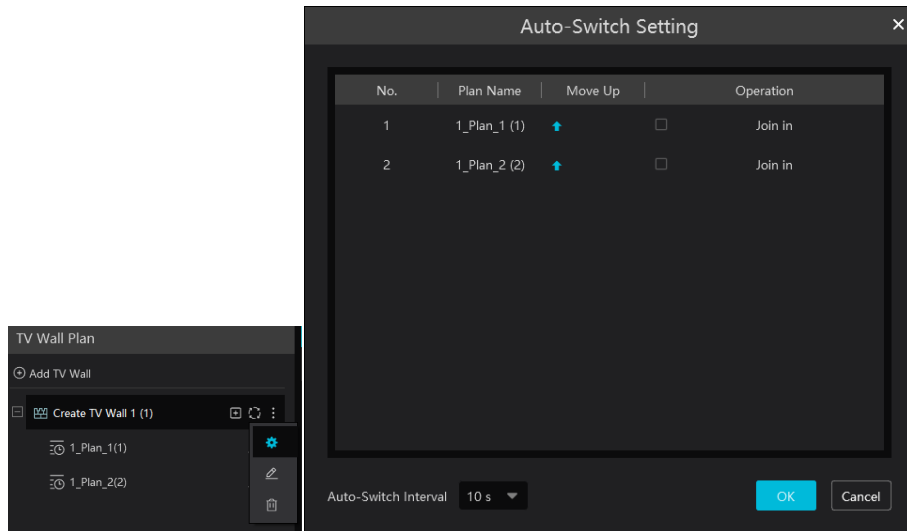 Auto-Switch Setting
No. Plan Name Move Up Operation
1 1_Plan_1 (1) Join in
2 1_Plan_2 (2) Join in
Auto-Switch Interval 10 s OK Cancel
TV Wall Plan
Add TV Wall
Create TV Wall 1 (1)
1_Plan_1(1)
1_Plan_2(2)